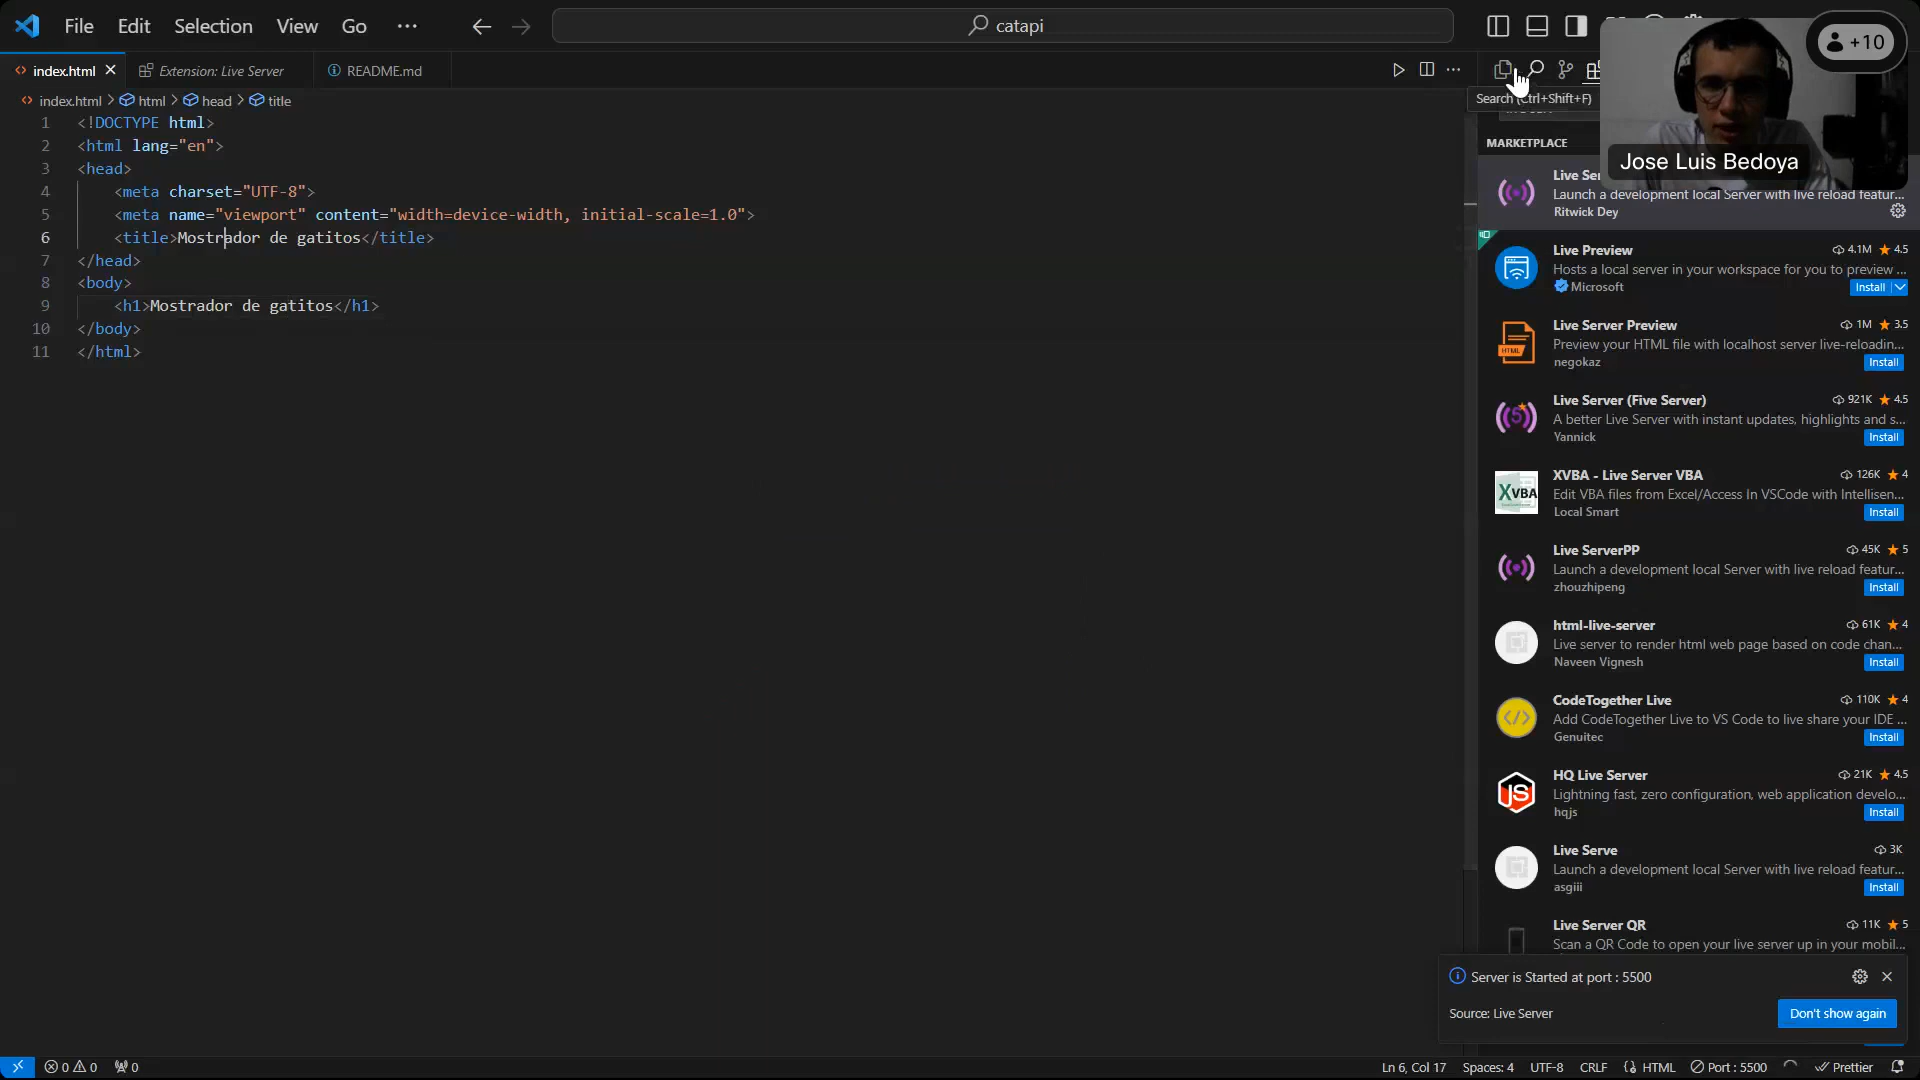 File Edit Selection View Go ···
catapi
+10
index.html
Extension: Live Server
README.md
Search (Ctrl+Shift+F)
index.html > html > head > title
1 <!DOCTYPE html>
2 <html lang="en">
3 <head>
4 <meta charset="UTF-8">
5 <meta name="viewport" content="width=device-width, initial-scale=1.0">
6 <title>Mostrador de gatitos</title>
7 </head>
8 <body>
9 <h1>Mostrador de gatitos</h1>
10 </body>
11 </html>
Jose Luis Bedoya
MARKETPLACE
Live Ser
Launch a development local Server with live reload featur...
Ritwick Dey
Live Preview 4.1M 4.5
Hosts a local server in your workspace for you to preview ...
Microsoft Install
Live Server Preview 1M 3.5
Preview your HTML file with localhost server live-reloadin...
negokaz Install
Live Server (Five Server) 921K 4.5
A better Live Server with instant updates, highlights and s...
Yannick Install
XVBA
XVBA - Live Server VBA 126K 4
Edit VBA files from Excel/Access In VSCode with Intellisen...
Local Smart Install
Live ServerPP 45K 5
Launch a development local Server with live reload featur...
zhouzhipeng Install
html-live-server 61K 4
Live server to render html web page based on code chan...
Naveen Vignesh Install
CodeTogether Live 110K 4
Add CodeTogether Live to VS Code to live share your IDE ...
Genuitec Install
JS
HQ Live Server 21K 4.5
Lightning fast, zero configuration, web application develo...
hqjs Install
Live Serve 3K
Launch a development local Server with live reload featur...
asgiii Install
Live Server QR 11K 5
Scan a QR Code to open your live server up in your mobil...
Server is Started at port : 5500
Source: Live Server
Don't show again
0 0 0
Ln 6, Col 17 Spaces: 4 UTF-8 CRLF {} HTML Port : 5500 Prettier